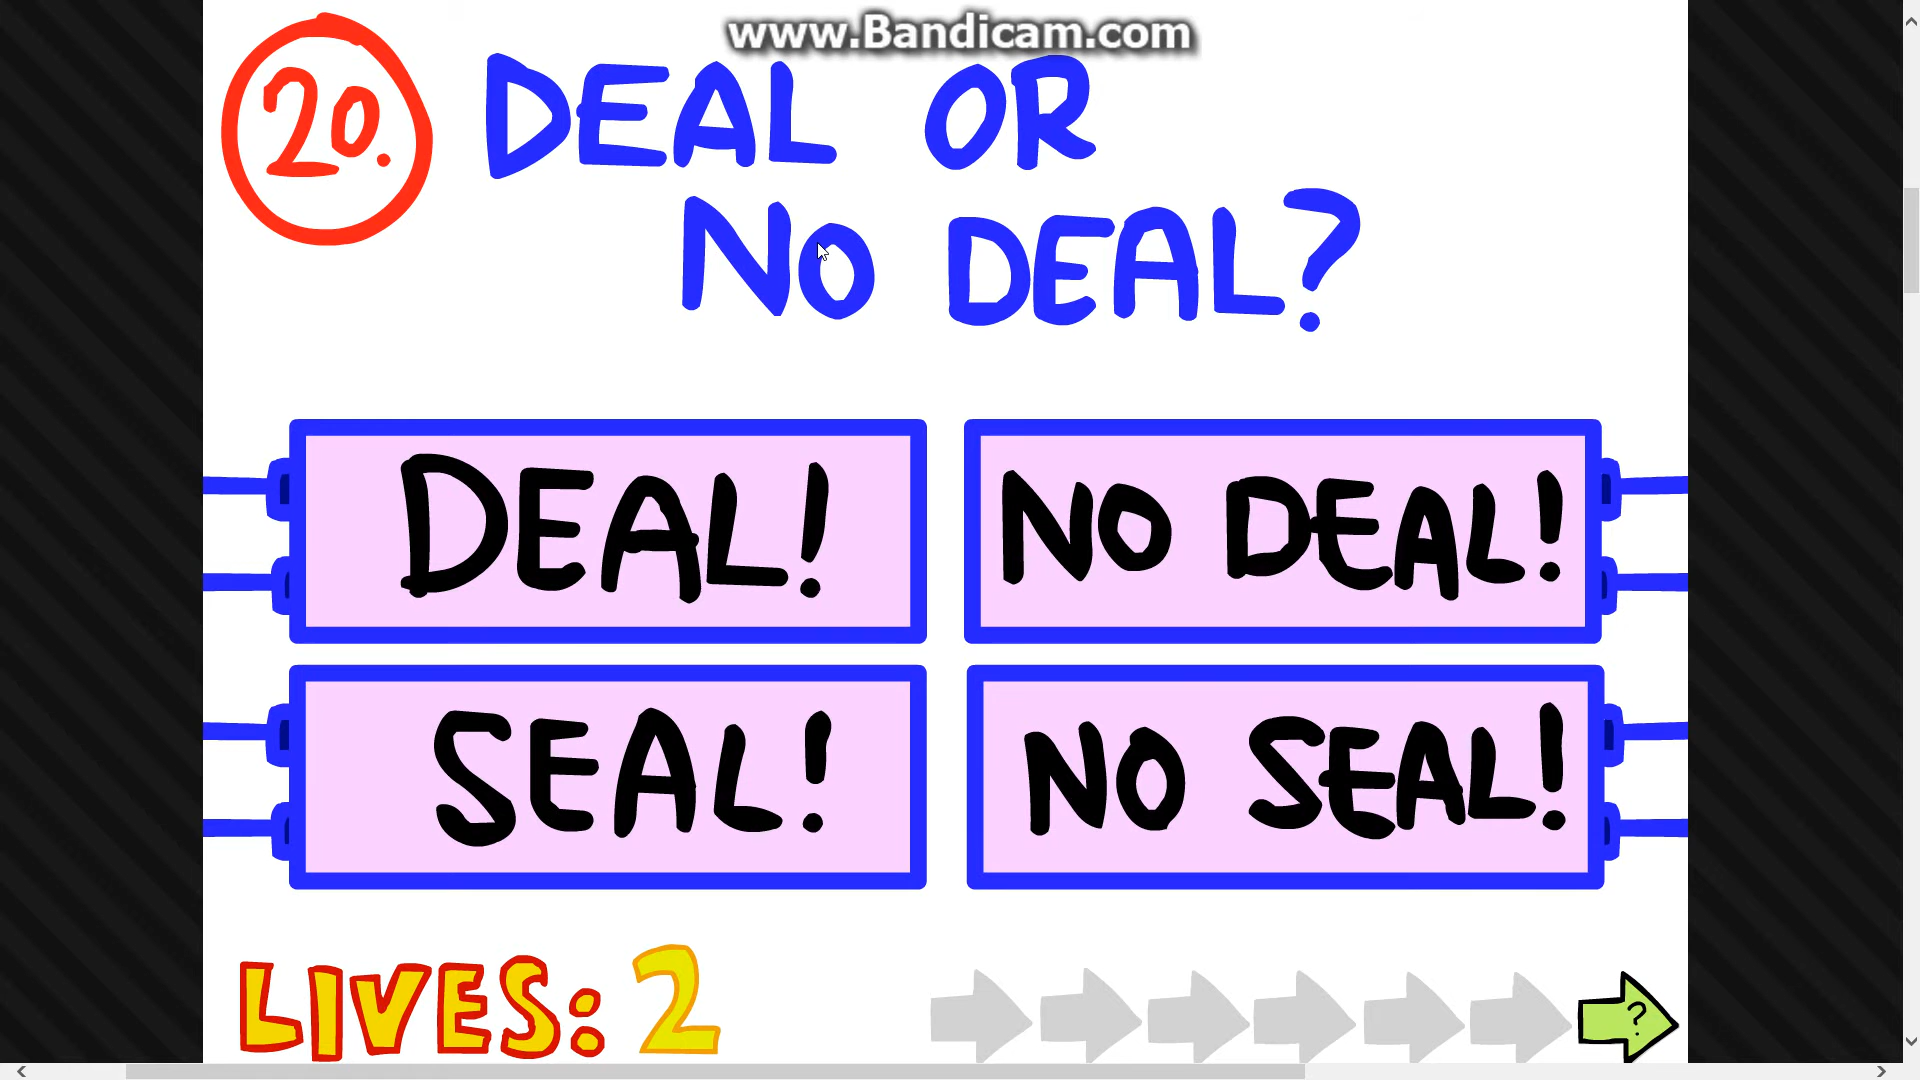 www.Bandicam.com
20. DEAL OR
NO DEAL?
DEAL! NO DEAL!
SEAL! NO SEAL!
LIVES: 2 ?